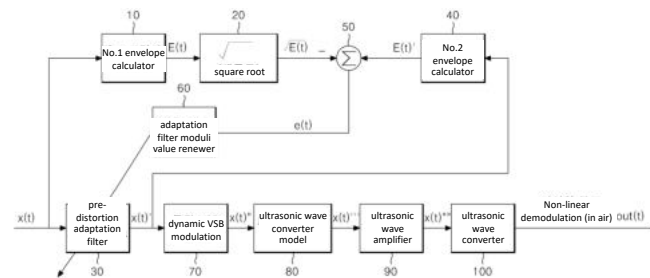 10
20
50
40
No.1 envelope
calculator
E(t)
√
square root
√E(t)
−
Σ
E(t)'
No.2
envelope
calculator
60
adaptation
filter moduli
value renewer
e(t)
x(t)
pre-
distortion
adaptation
filter
x(t)'
dynamic VSB
modulation
x(t)"
ultrasonic wave
converter
model
x(t)'''
ultrasonic
wave
amplifier
x(t)""
ultrasonic
wave
converter
Non-linear
demodulation (in air)
out(t)
30
70
80
90
100